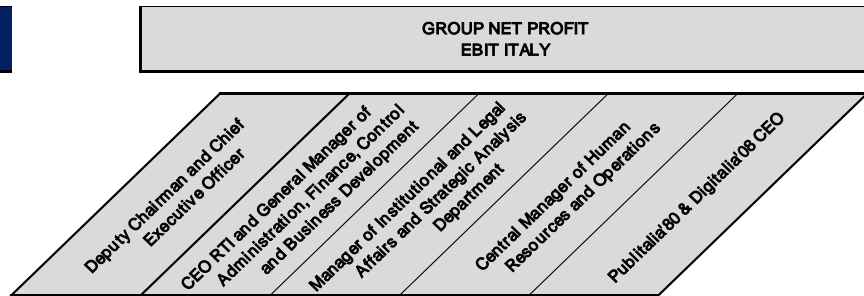 GROUP NET PROFIT
EBIT ITALY
Deputy Chairman and Chief
Executive Officer
CEO RTI and General Manager of
Administration, Finance, Control
and Business Development
Manager of Institutional and Legal
Affairs and Strategic Analysis
Department
Central Manager of Human
Resources and Operations
Publitalia'80 & Digitalia'08 CEO